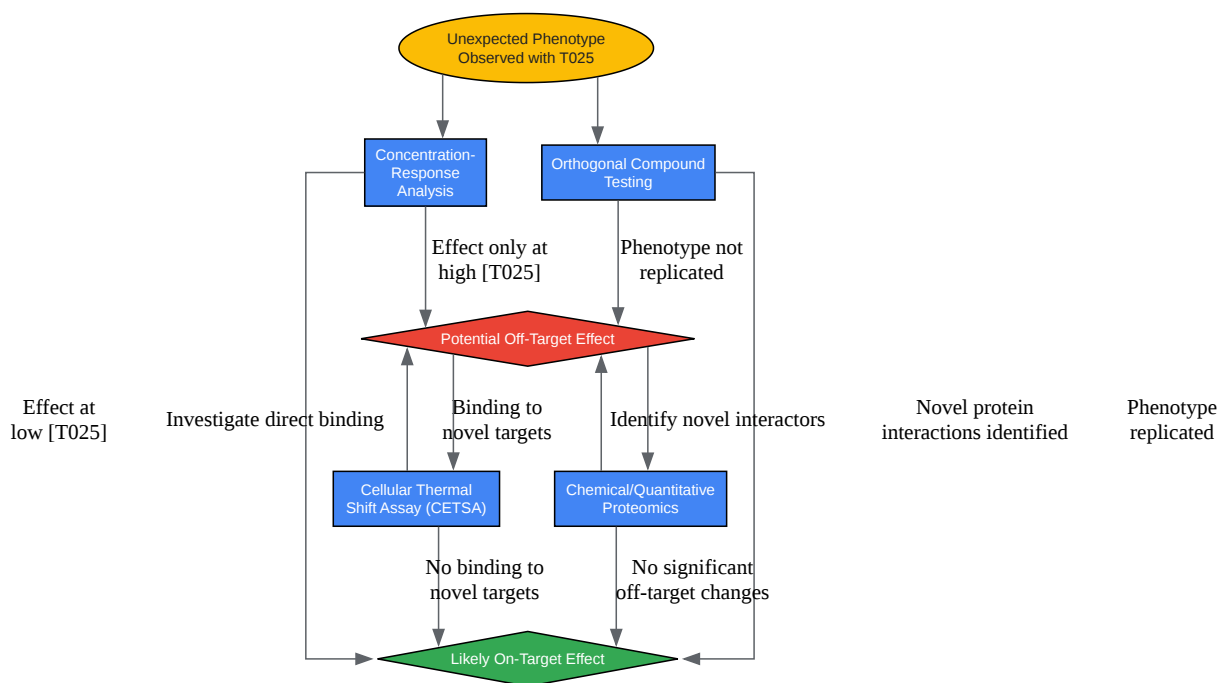 Unexpected Phenotype
Observed with T025
Concentration-
Response
Analysis
Orthogonal Compound
Testing
Effect only at
high [T025]
Phenotype not
replicated
Potential Off-Target Effect
Effect at
low [T025]
Investigate direct binding
Binding to
novel targets
Identify novel interactors
Novel protein
interactions identified
Phenotype
replicated
Cellular Thermal
Shift Assay (CETSA)
Chemical/Quantitative
Proteomics
No binding to
novel targets
No significant
off-target changes
Likely On-Target Effect